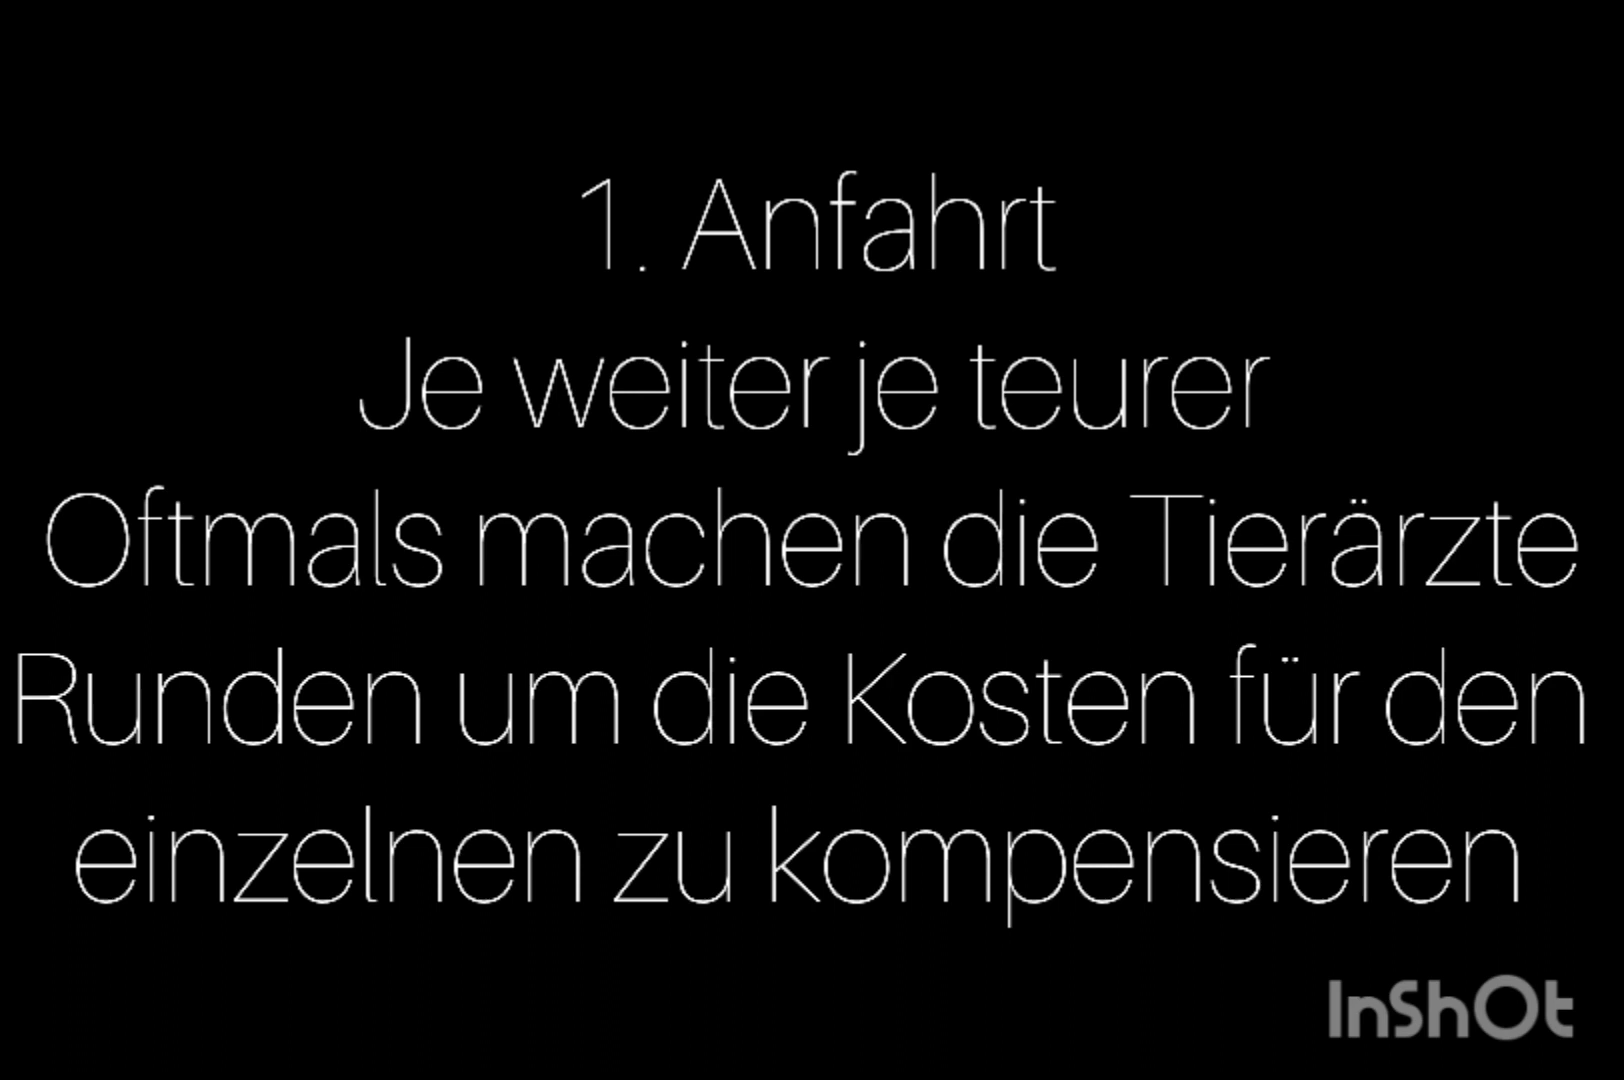 1. Anfahrt
Je weiter je teurer
Oftmals machen die Tierärzte
Runden um die Kosten für den
einzelnen zu kompensieren
InShOt